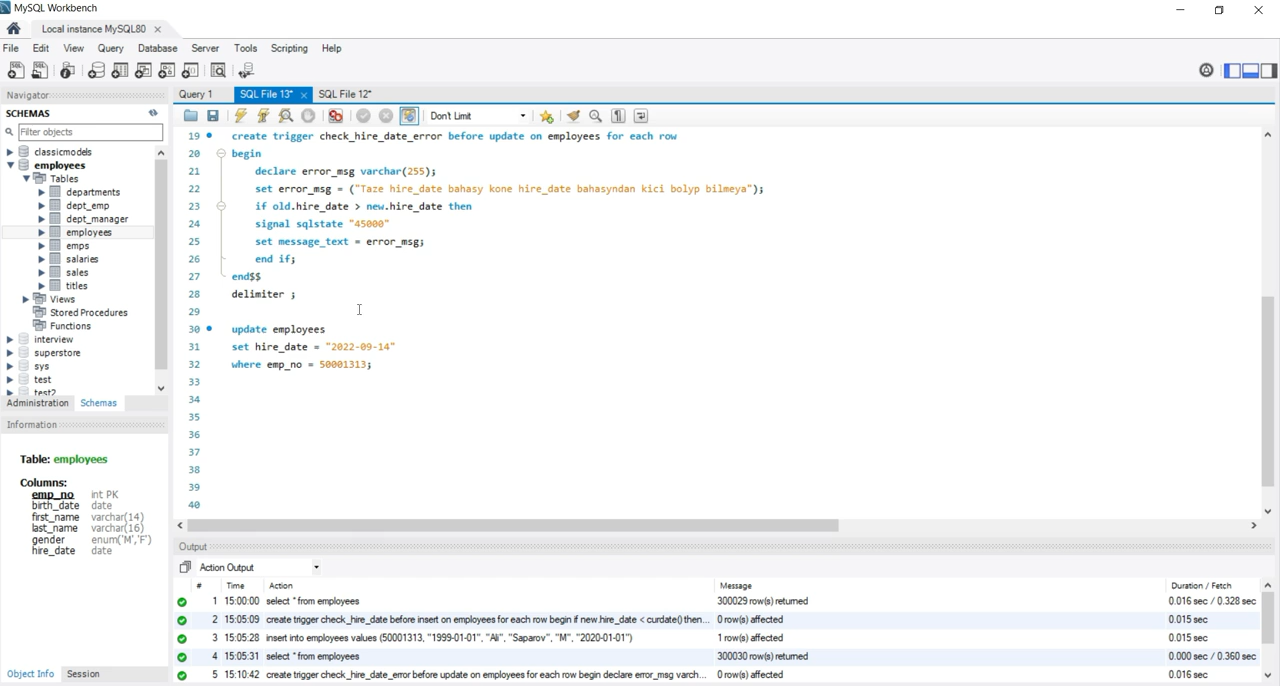 MySQL Workbench
Local instance MySQL80
File Edit View Query Database Server Tools Scripting Help
Navigator
SCHEMAS
Filter objects
classicmodels
employees
Tables
departments
dept_emp
dept_manager
employees
emps
salaries
sales
titles
Views
Stored Procedures
Functions
interview
superstore
sys
test
test2
Administration Schemas
Information
Table: employees
Columns:
emp_no int PK
birth_date date
first_name varchar(14)
last_name varchar(16)
gender enum('M','F')
hire_date date
Object Info Session
Query 1 SQL File 13* SQL File 12*
Don't Limit
19 create trigger check_hire_date_error before update on employees for each row
20 begin
21 declare error_msg varchar(255);
22 set error_msg = ("Taze hire_date bahasy kone hire_date bahasyndan kici bolyp bilmeya");
23 if old.hire_date > new.hire_date then
24 signal sqlstate "45000"
25 set message_text = error_msg;
26 end if;
27 end$$
28 delimiter ;
29
30 update employees
31 set hire_date = "2022-09-14"
32 where emp_no = 50001313;
33
34
35
36
37
38
39
40
Output
Action Output
# Time Action Message Duration / Fetch
1 15:00:00 select * from employees 300029 row(s) returned 0.016 sec / 0.328 sec
2 15:05:09 create trigger check_hire_date before insert on employees for each row begin if new.hire_date < curdate() then... 0 row(s) affected 0.015 sec
3 15:05:28 insert into employees values (50001313, "1999-01-01", "Ali", "Saparov", "M", "2020-01-01") 1 row(s) affected 0.015 sec
4 15:05:31 select * from employees 300030 row(s) returned 0.000 sec / 0.360 sec
5 15:10:42 create trigger check_hire_date_error before update on employees for each row begin declare error_msg varch... 0 row(s) affected 0.016 sec